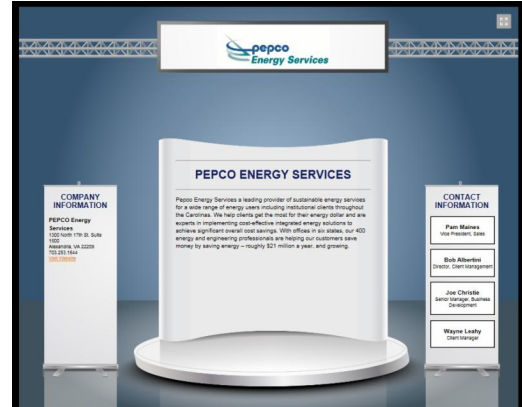 pepco
Energy Services
PEPCO ENERGY SERVICES
Pepco Energy Services is a leading provider of sustainable energy services
for a wide range of energy users including institutional clients throughout
the Carolinas. We help clients get the most for their energy dollar and are
experts in implementing cost-effective integrated energy solutions to
achieve significant overall cost savings. With offices in six states, our 400
energy and engineering professionals are helping our customers save
money by saving energy – roughly $21 million a year, and growing.
COMPANY
INFORMATION
PEPCO Energy
Services
1300 North 17th St. Suite
1600
Alexandria, VA 22209
703.253.1644
Visit Website
CONTACT
INFORMATION
Pam Maines
Vice President, Sales
Bob Albertini
Director, Client Management
Joe Christie
Senior Manager, Business
Development
Wayne Leahy
Client Manager